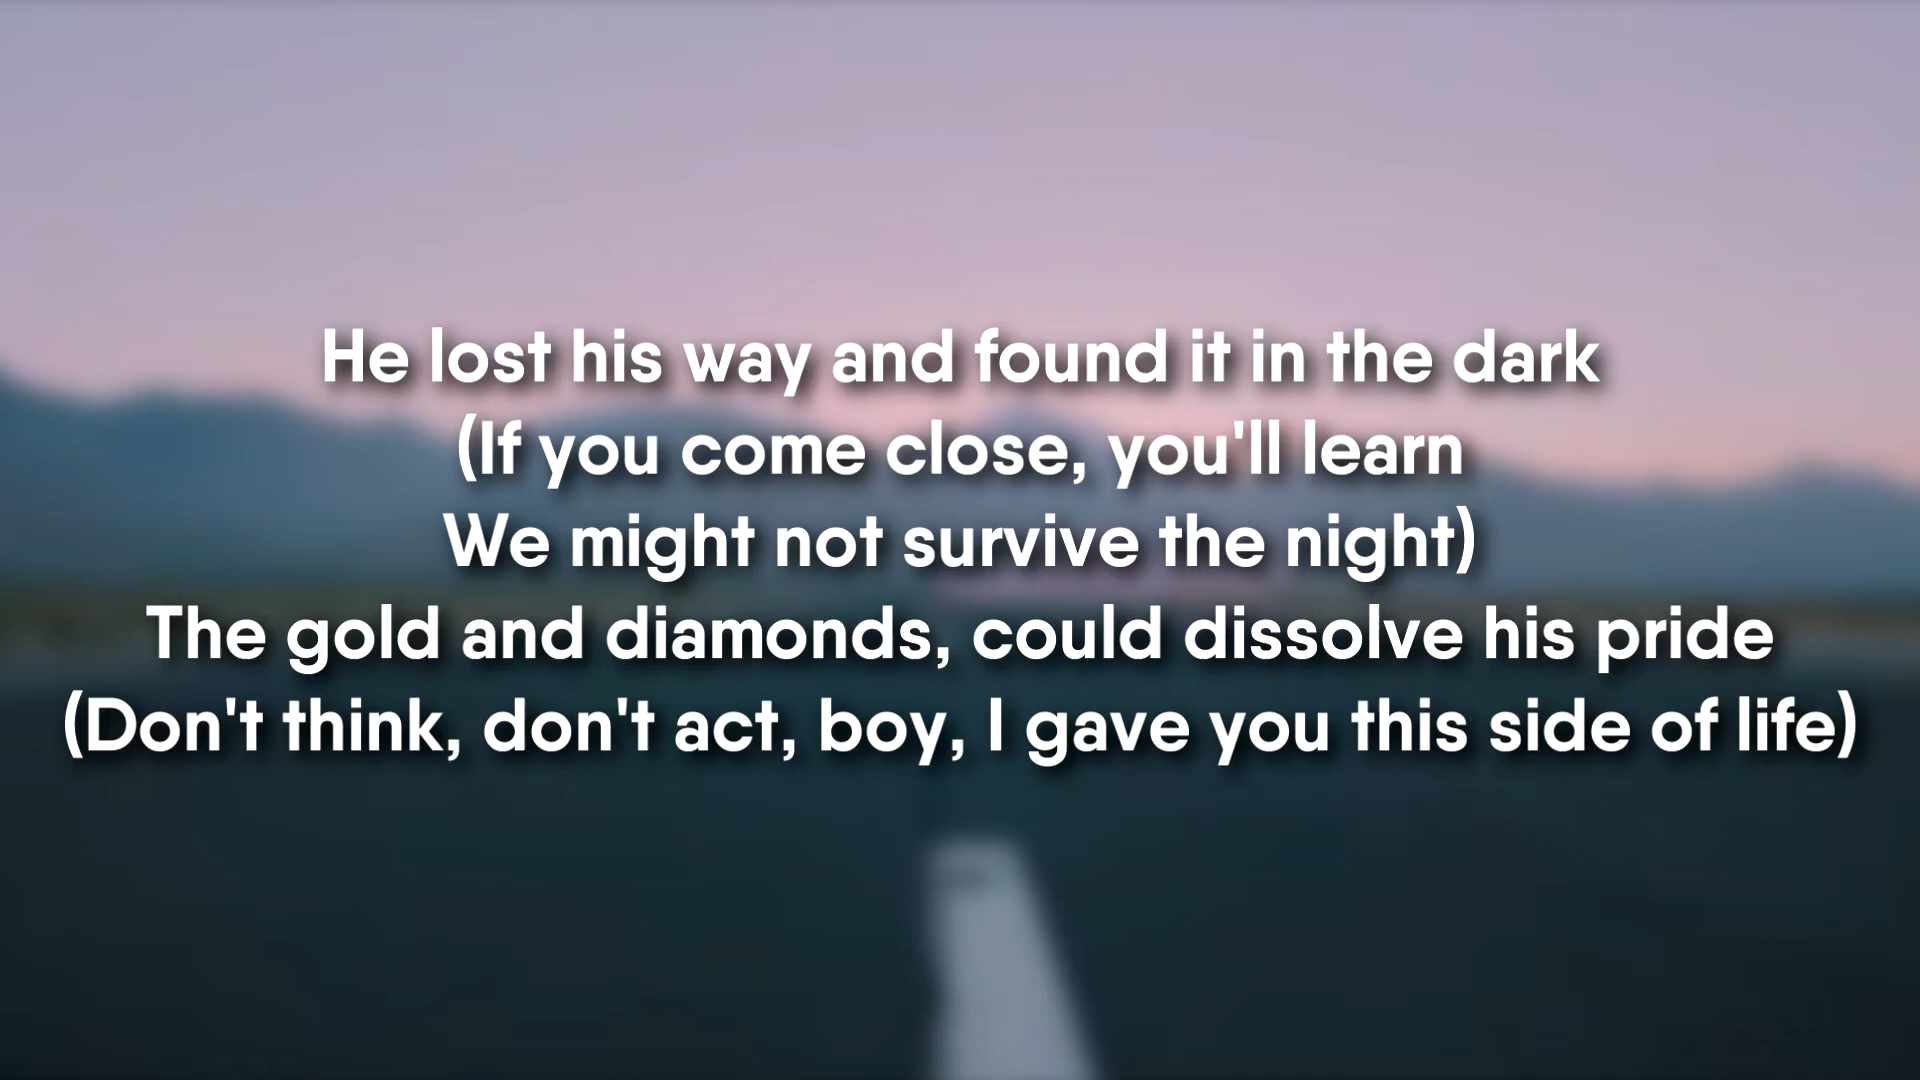 He lost his way and found it in the dark
(If you come close, you'll learn
We might not survive the night)
The gold and diamonds, could dissolve his pride
(Don't think, don't act, boy, I gave you this side of life)